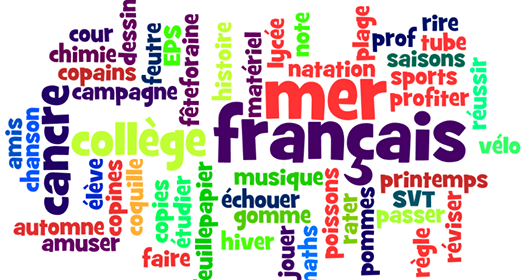 cour
dessin
chimie
feutre
EPS
copains
campagne
fêteforaine
histoire
matériel
lycée
note
plage
natation
prof
rire
tube
saisons
sports
profiter
réussir
mer
français
collège
cancre
amis
chanson
vélo
élève
copines
coquille
copies
étudier
musique
échouer
gomme
hiver
jouer
maths
poissons
rater
pommes
printemps
SVT
passer
règle
réviser
automne
amuser
faire